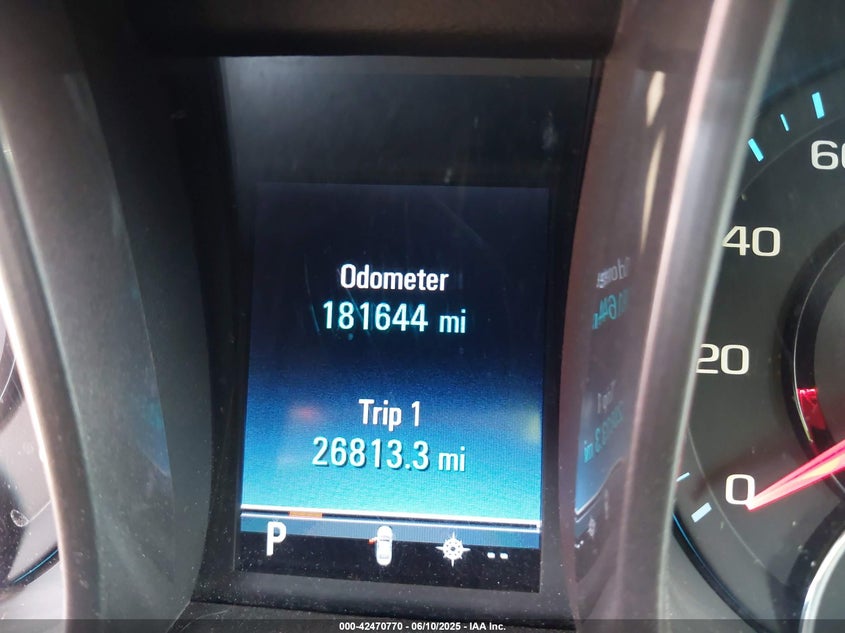 Odometer
181644 mi
Trip 1
26813.3 mi
P
--
60
40
20
0
000-42470770 - 06/10/2025 - IAA Inc.